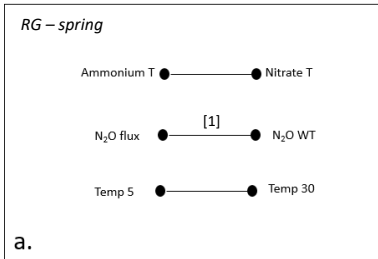 RG – spring
Ammonium T Nitrate T
[1]
N₂O flux N₂O WT
Temp 5 Temp 30
a.